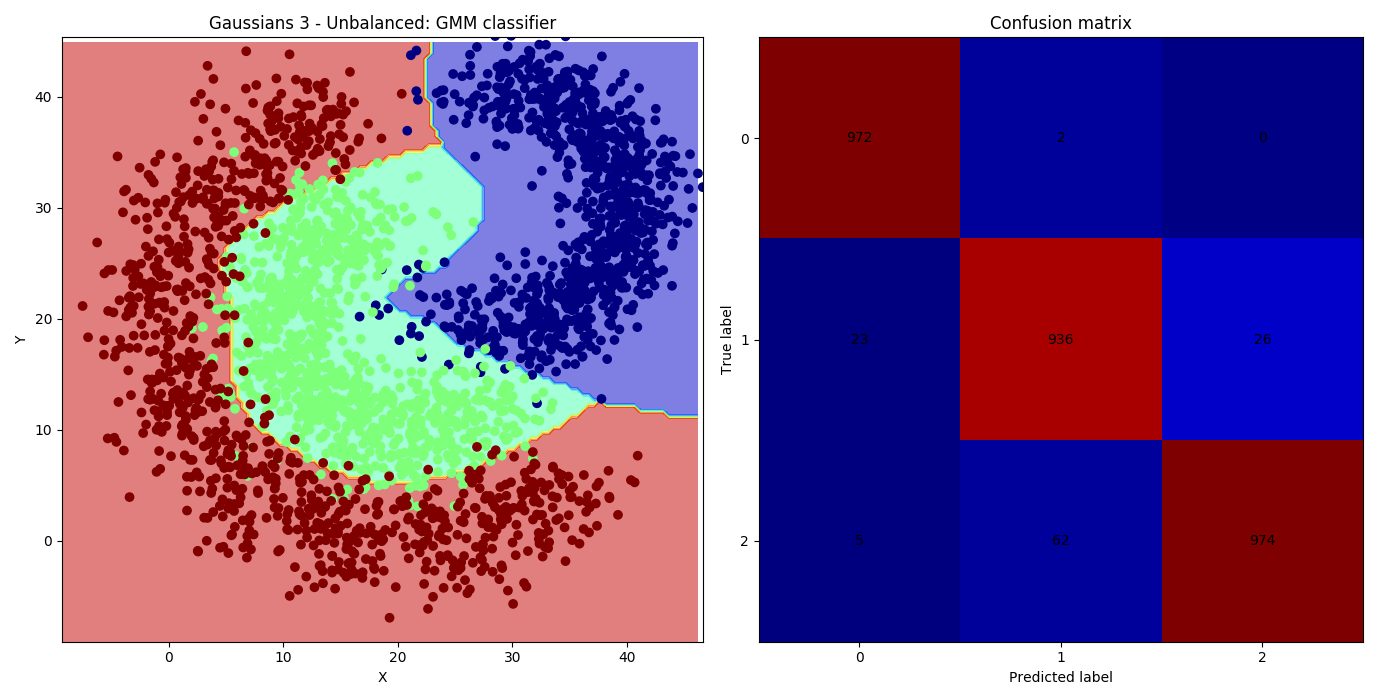 Gaussians 3 - Unbalanced: GMM classifier
40
30
20
10
0
Y
0 10 20 30 40
X
Confusion matrix
0
1
2
True label
972 2 0
23 936 26
5 62 974
0 1 2
Predicted label